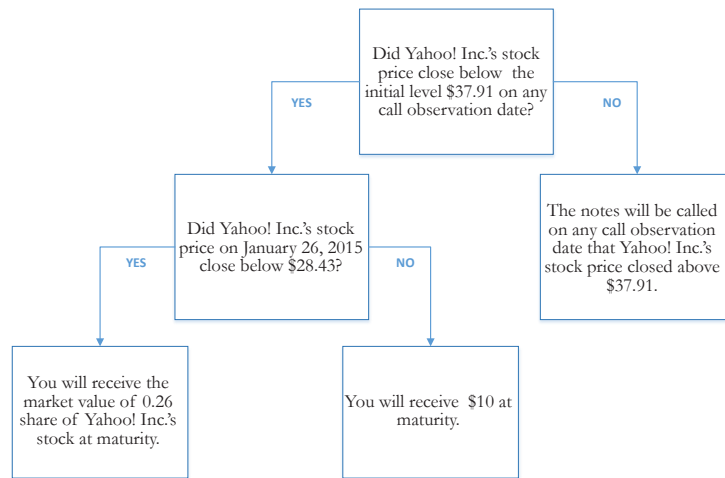 Did Yahoo! Inc.'s stock
price close below the
initial level $37.91 on any
call observation date?
YES
NO
Did Yahoo! Inc.'s stock
price on January 26, 2015
close below $28.43?
The notes will be called
on any call observation
date that Yahoo! Inc.'s
stock price closed above
$37.91.
YES
NO
You will receive the
market value of 0.26
share of Yahoo! Inc.'s
stock at maturity.
You will receive $10 at
maturity.